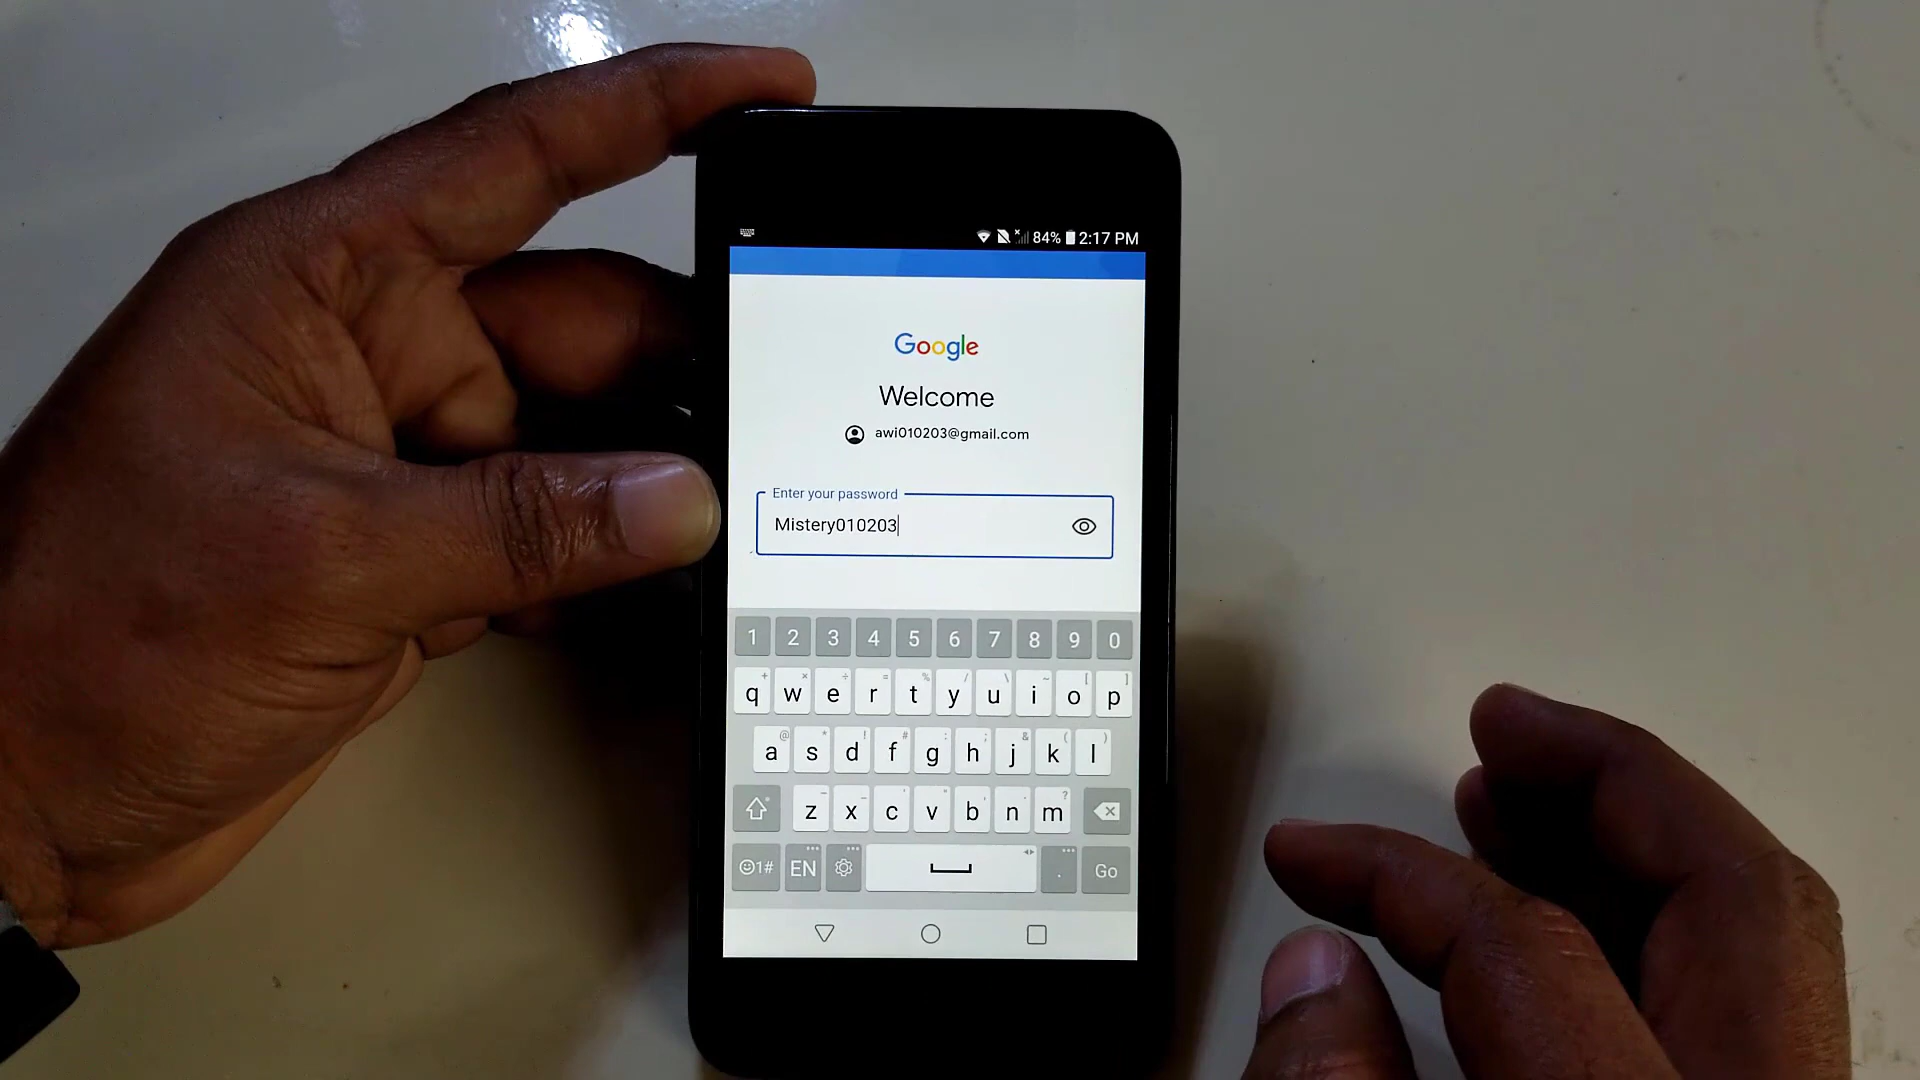 84% 2:17 PM
Google
Welcome
awi010203@gmail.com
Enter your password
Mistery010203
1 2 3 4 5 6 7 8 9 0
q w e r t y u i o p
a s d f g h j k l
z x c v b n m
1# EN . Go